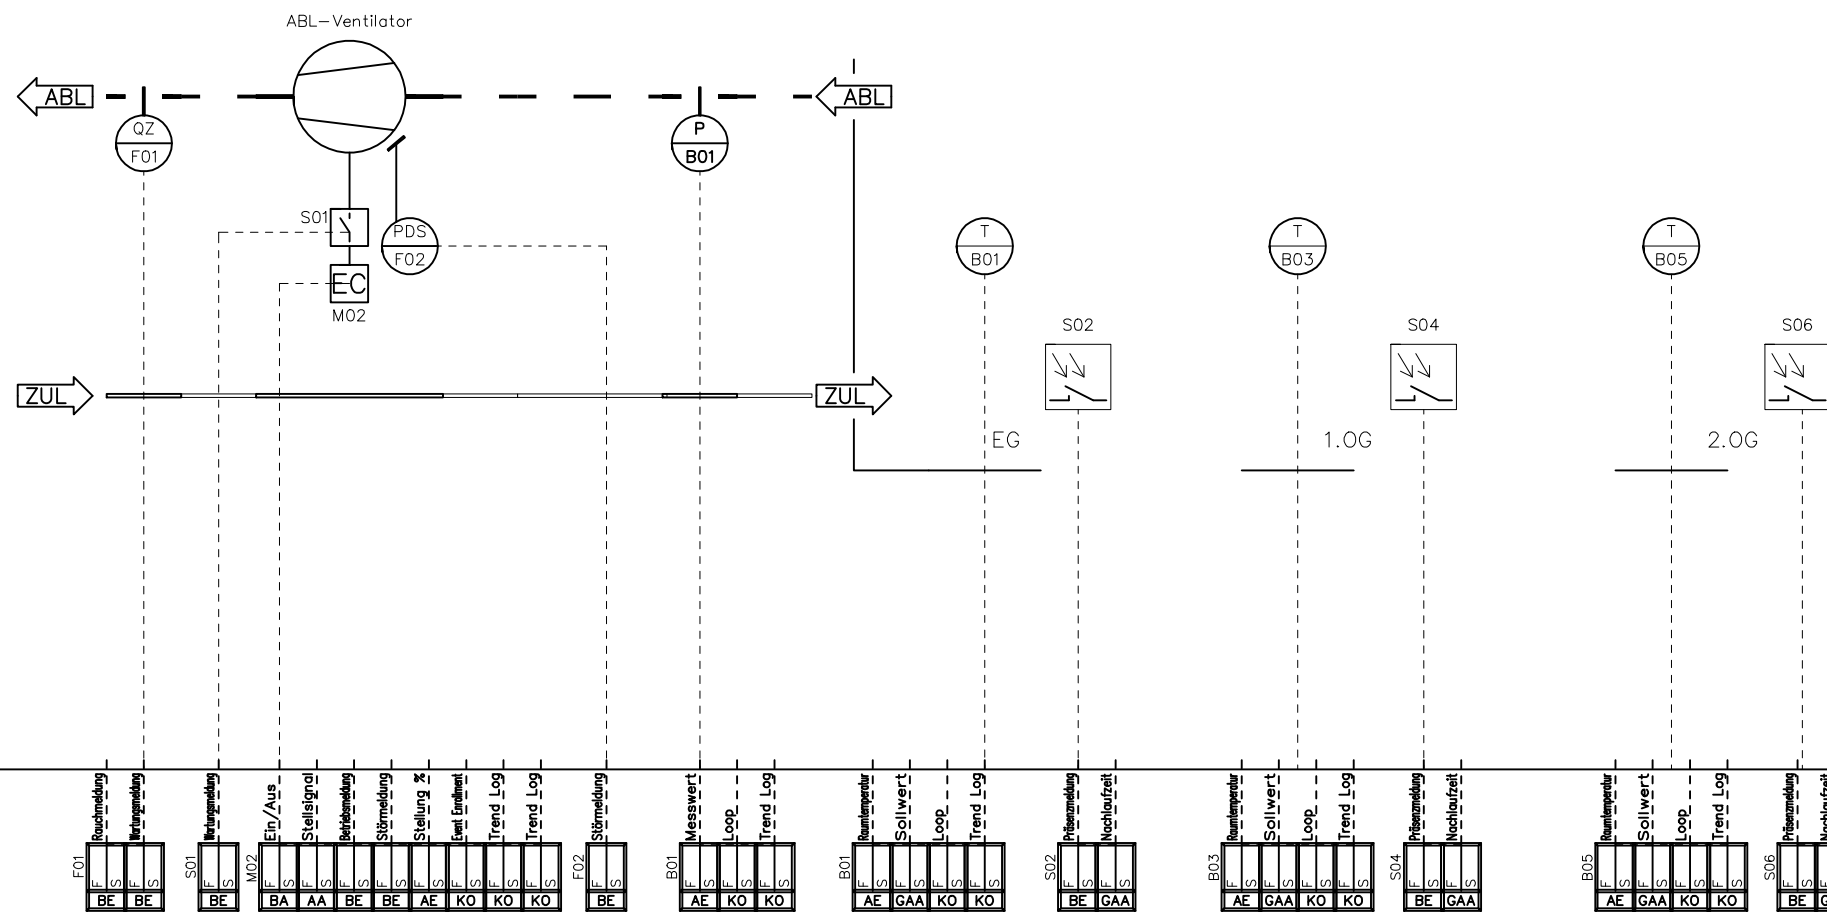 ABL-Ventilator
ABL
ABL
QZ
F01
P
B01
S01
PDS
F02
EC
M02
T
B01
T
B03
T
B05
S02
S04
S06
ZUL
ZUL
EG
1.OG
2.OG
F01
Rauchmeldung
Wartungsmeldung
F S F S
BE BE
S01
Wartungsmeldung
F S
BE
M02
Ein/Aus
Stellsignal
Betriebsmeldung
Störmeldung
Stellung %
Event Enrollment
Trend Log
Trend Log
F S F S F S F S F S F S F S F S
BA AA BE BE AE KO KO KO
F02
Störmeldung
F S
BE
B01
Messwert
Loop
Trend Log
F S F S F S
AE KO KO
B01
Raumtemperatur
Sollwert
Loop
Trend Log
F S F S F S F S
AE GAA KO KO
S02
Präsenzmeldung
Nachlaufzeit
F S F S
BE GAA
B03
Raumtemperatur
Sollwert
Loop
Trend Log
F S F S F S F S
AE GAA KO KO
S04
Präsenzmeldung
Nachlaufzeit
F S F S
BE GAA
B05
Raumtemperatur
Sollwert
Loop
Trend Log
F S F S F S F S
AE GAA KO KO
S06
Präsenzmeldung
F S F
BE